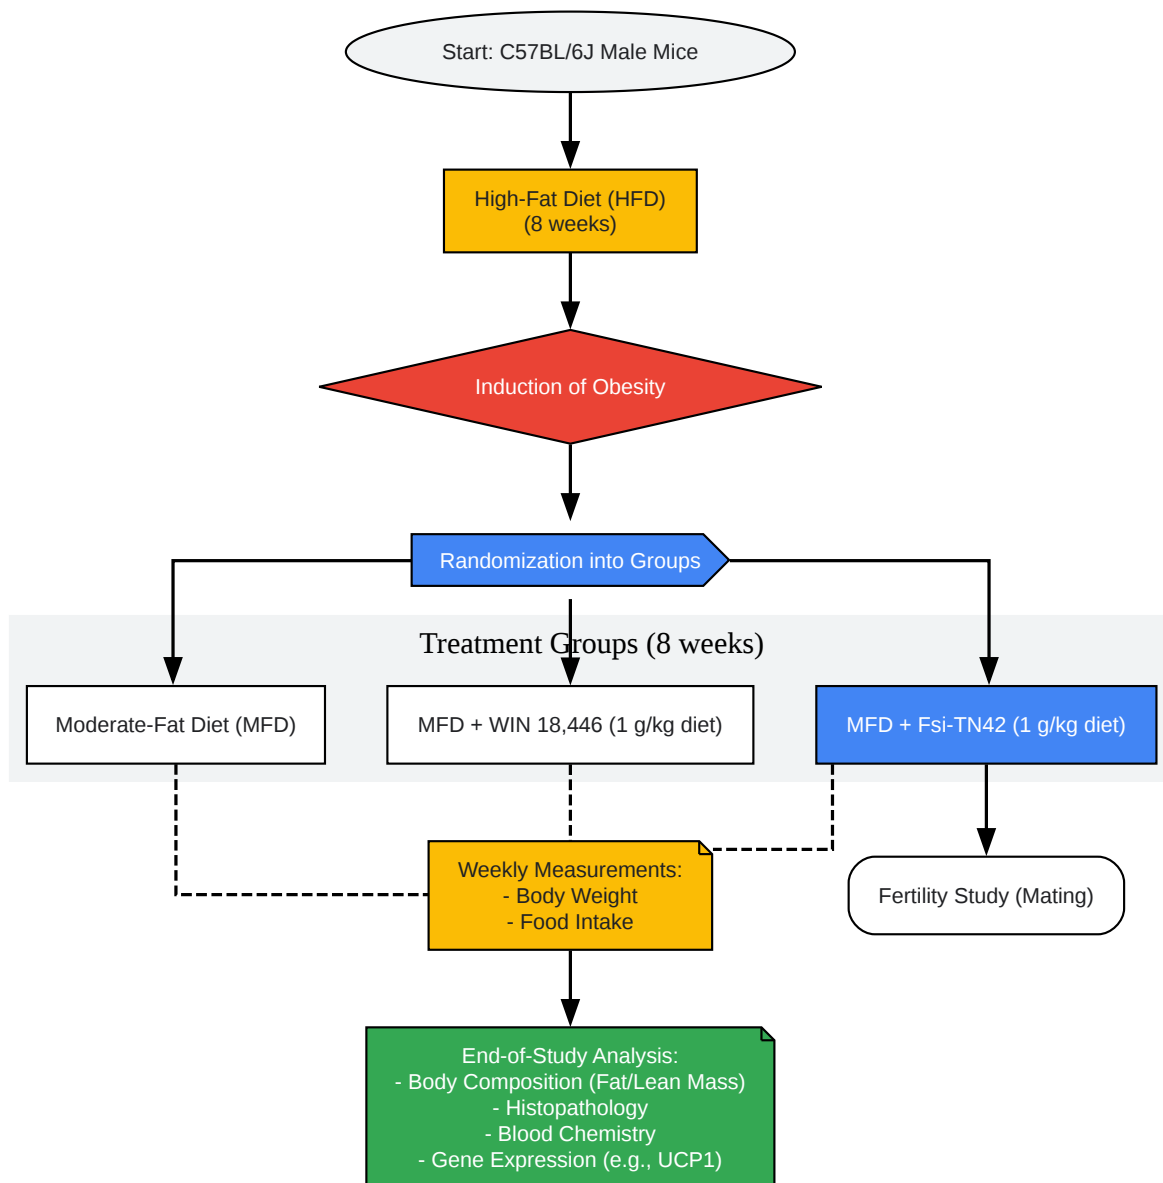 Start: C57BL/6J Male Mice
High-Fat Diet (HFD)
(8 weeks)
Induction of Obesity
Randomization into Groups
Treatment Groups (8 weeks)
Moderate-Fat Diet (MFD)
MFD + WIN 18,446 (1 g/kg diet)
MFD + Fsi-TN42 (1 g/kg diet)
Weekly Measurements:
- Body Weight
- Food Intake
Fertility Study (Mating)
End-of-Study Analysis:
- Body Composition (Fat/Lean Mass)
- Histopathology
- Blood Chemistry
- Gene Expression (e.g., UCP1)